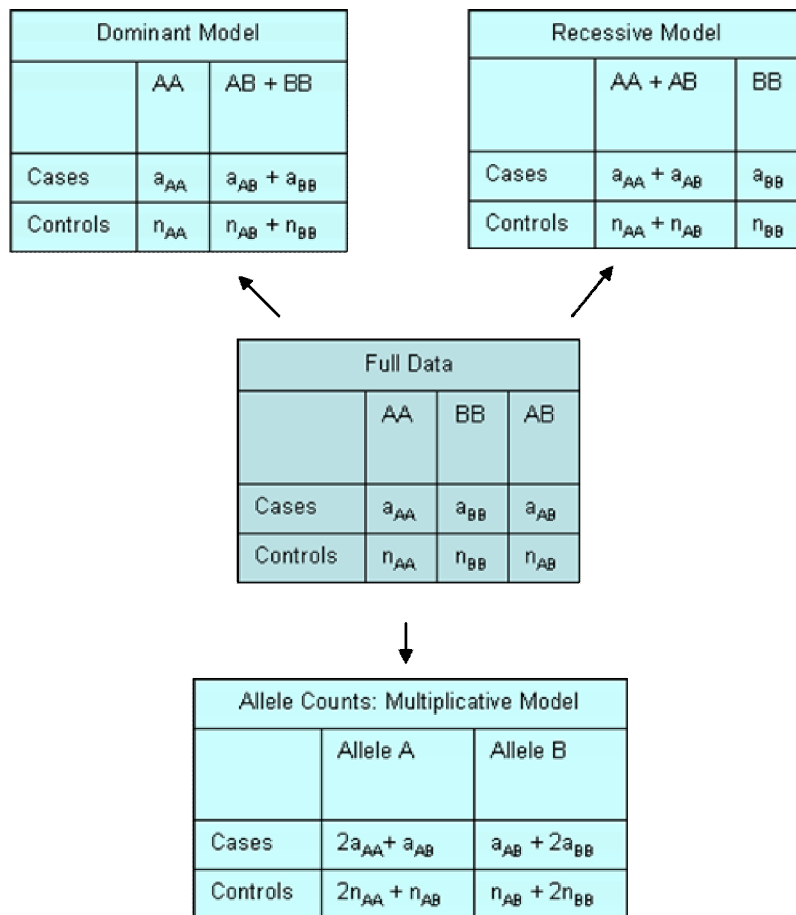 Dominant Model
AA AB + BB
Cases aAA aAB + aBB
Controls nAA nAB + nBB
Recessive Model
AA + AB BB
Cases aAA + aAB aBB
Controls nAA + nAB nBB
Full Data
AA BB AB
Cases aAA aBB aAB
Controls nAA nBB nAB
Allele Counts: Multiplicative Model
Allele A Allele B
Cases 2aAA+ aAB aAB + 2aBB
Controls 2nAA + nAB nAB + 2nBB